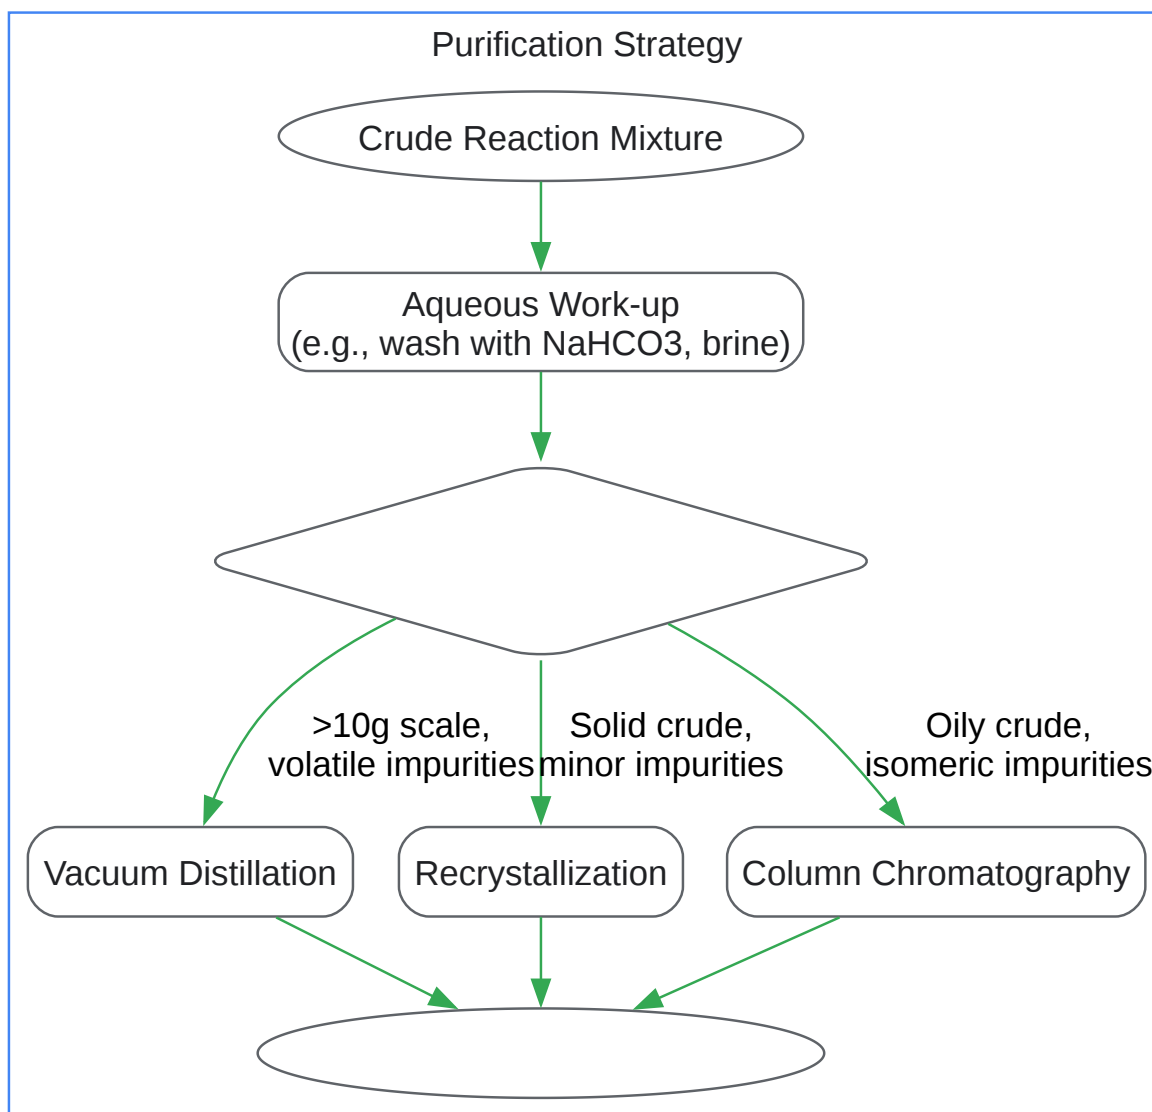 Purification Strategy
Crude Reaction Mixture
Aqueous Work-up
(e.g., wash with NaHCO3, brine)
>10g scale,
volatile impurities
Solid crude,
minor impurities
Oily crude,
isomeric impurities
Vacuum Distillation
Recrystallization
Column Chromatography